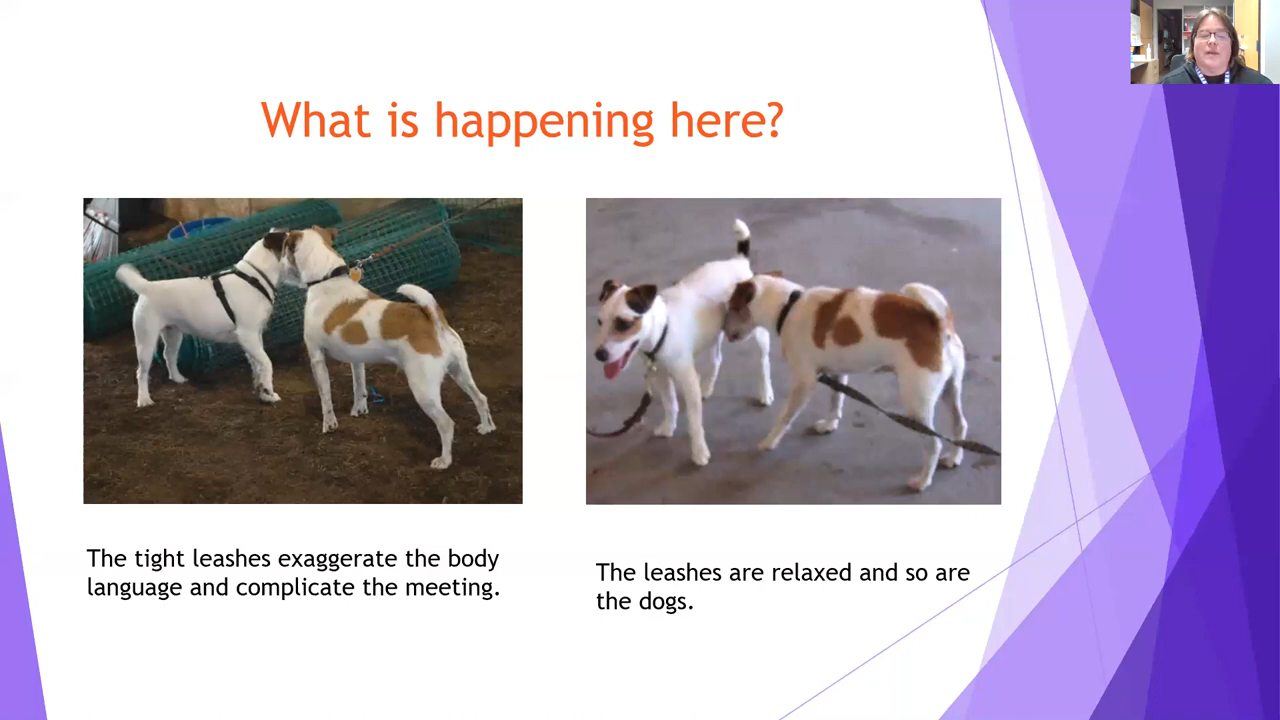 What is happening here?
The tight leashes exaggerate the body
language and complicate the meeting.
The leashes are relaxed and so are
the dogs.